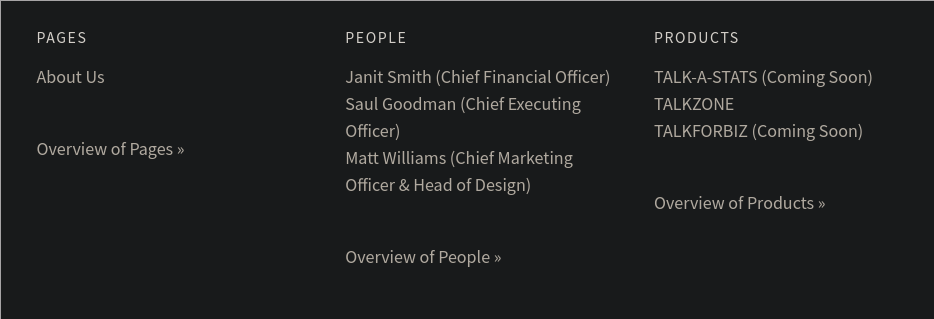 PAGES
About Us
Overview of Pages »
PEOPLE
Janit Smith (Chief Financial Officer)
Saul Goodman (Chief Executing
Officer)
Matt Williams (Chief Marketing
Officer & Head of Design)
Overview of People »
PRODUCTS
TALK-A-STATS (Coming Soon)
TALKZONE
TALKFORBIZ (Coming Soon)
Overview of Products »